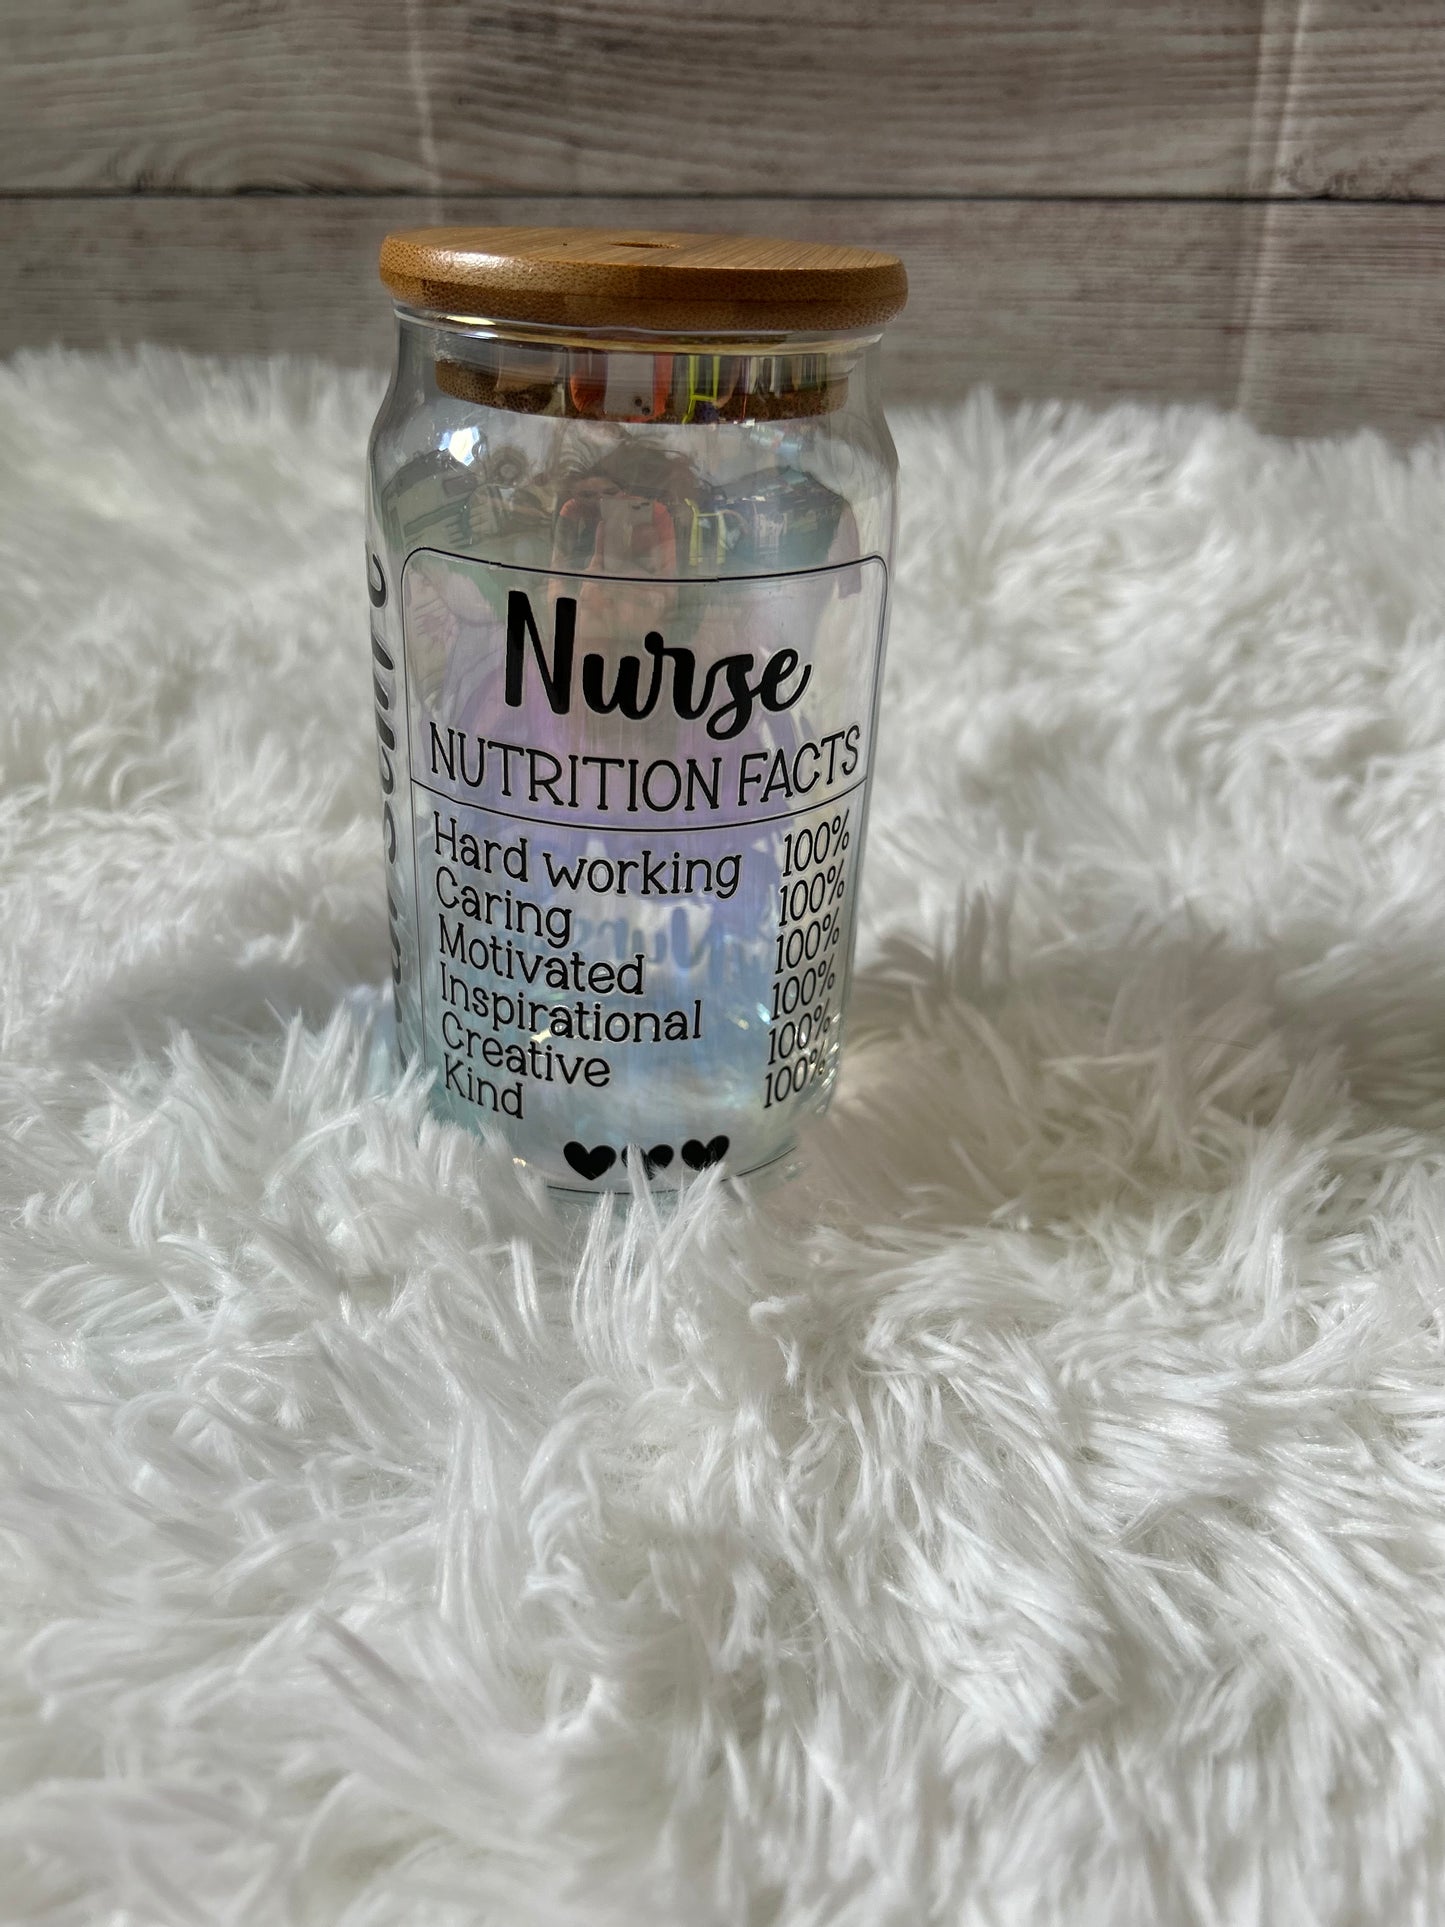 Nurse
NUTRITION FACTS
Hard working 100%
Caring 100%
Motivated 100%
Inspirational 100%
Creative 100%
Kind 100%